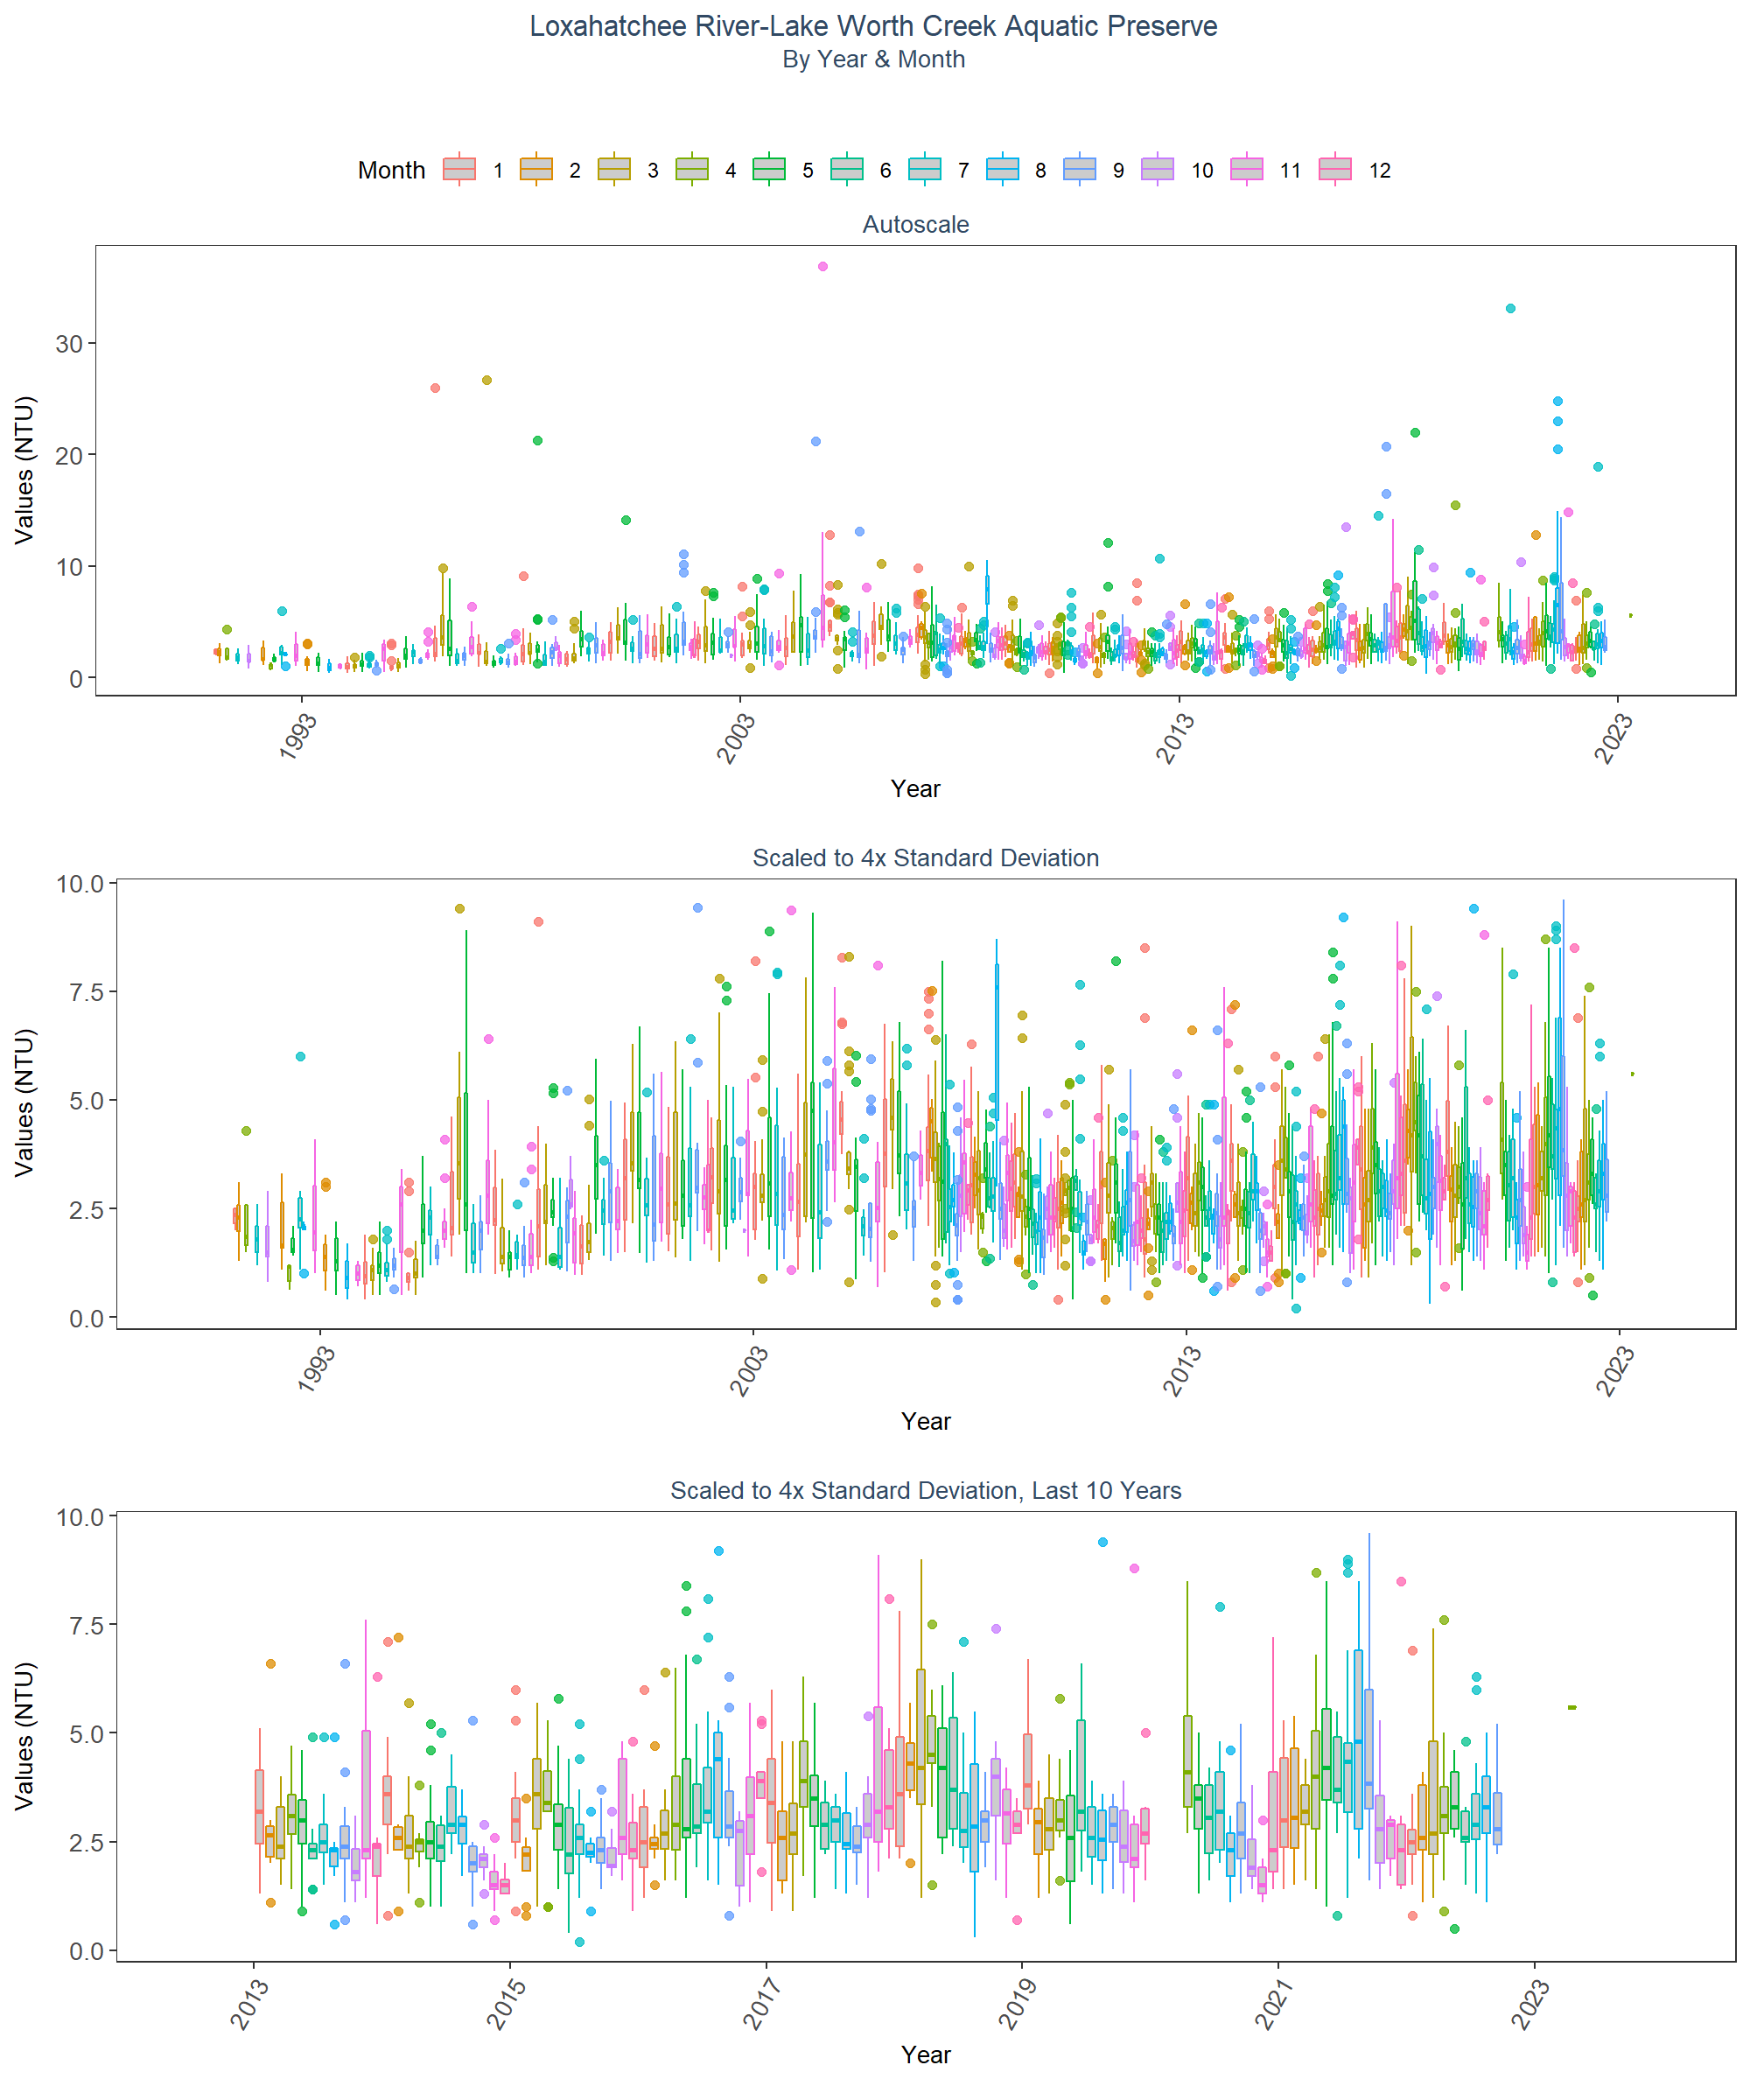 Loxahatchee River-Lake Worth Creek Aquatic Preserve
By Year & Month
Month 1 2 3 4 5 6 7 8 9 10 11 12
Autoscale
Values (NTU)
30
20
10
0
1993 2003 2013 2023
Year
Scaled to 4x Standard Deviation
Values (NTU)
10.0
7.5
5.0
2.5
0.0
1993 2003 2013 2023
Year
Scaled to 4x Standard Deviation, Last 10 Years
Values (NTU)
10.0
7.5
5.0
2.5
0.0
2013 2015 2017 2019 2021 2023
Year